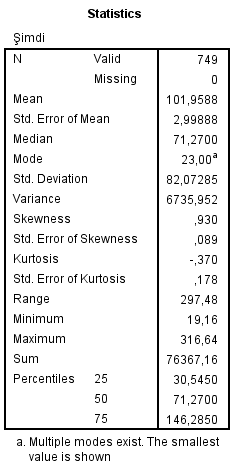 Statistics
Şimdi
N Valid 749
Missing 0
Mean 101,9588
Std. Error of Mean 2,99888
Median 71,2700
Mode 23,00a
Std. Deviation 82,07285
Variance 6735,952
Skewness ,930
Std. Error of Skewness ,089
Kurtosis -,370
Std. Error of Kurtosis ,178
Range 297,48
Minimum 19,16
Maximum 316,64
Sum 76367,16
Percentiles 25 30,5450
50 71,2700
75 146,2850
a. Multiple modes exist. The smallest
value is shown